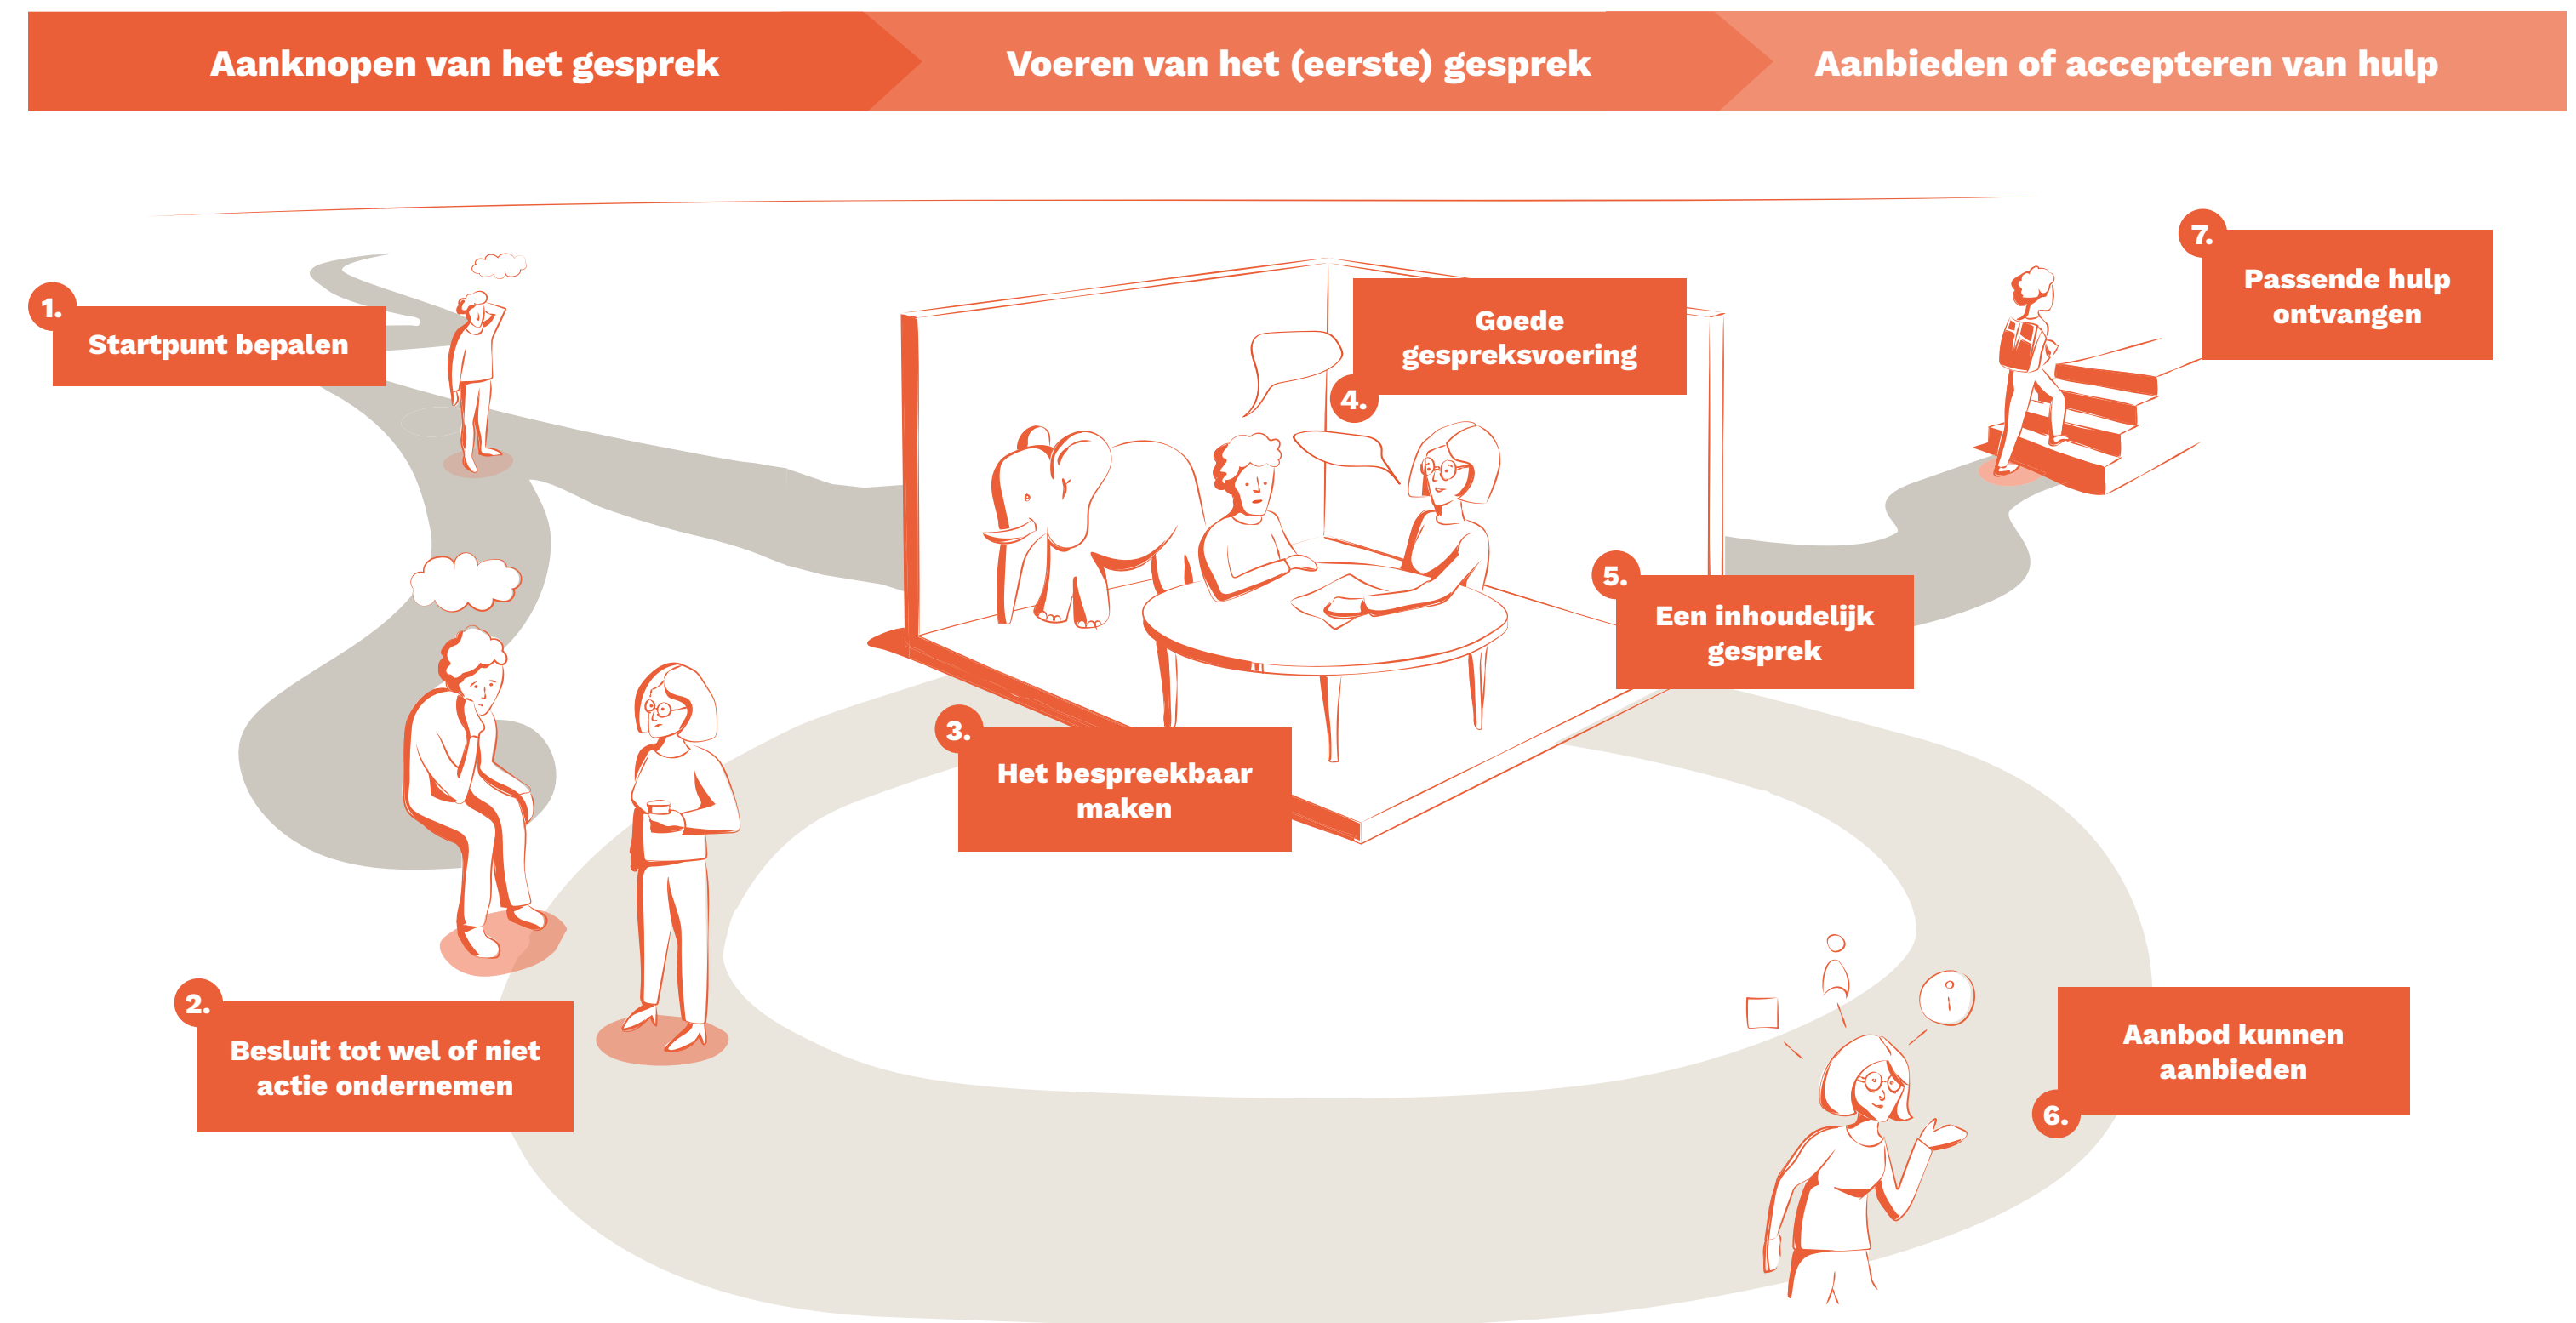 Aanknopen van het gesprek
Voeren van het (eerste) gesprek
Aanbieden of accepteren van hulp
1.
Startpunt bepalen
2.
Besluit tot wel of niet
actie ondernemen
3.
Het bespreekbaar
maken
4.
Goede
gespreksvoering
5.
Een inhoudelijk
gesprek
6.
Aanbod kunnen
aanbieden
7.
Passende hulp
ontvangen
i